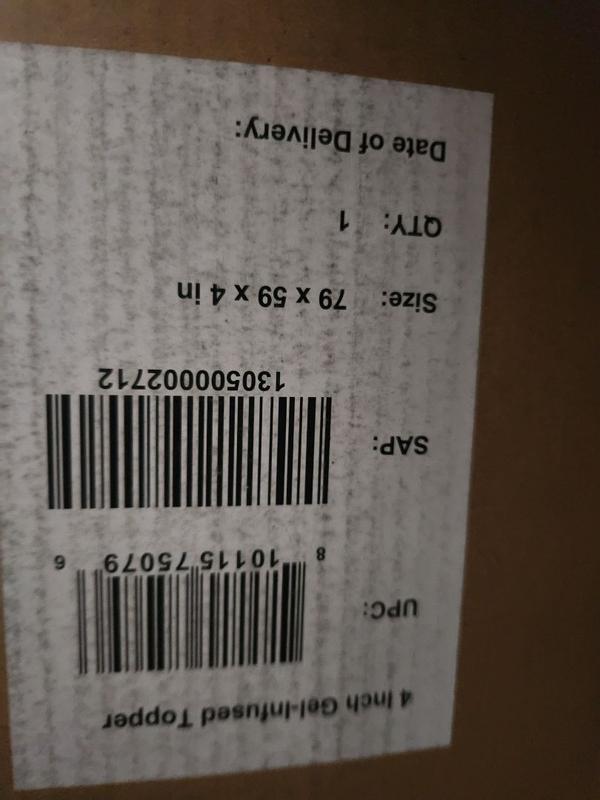 4 Inch Gel-Infused Topper
UPC:
8 10115 75079 6
SAP:
130500002712
Size: 79 x 59 x 4 in
QTY: 1
Date of Delivery: